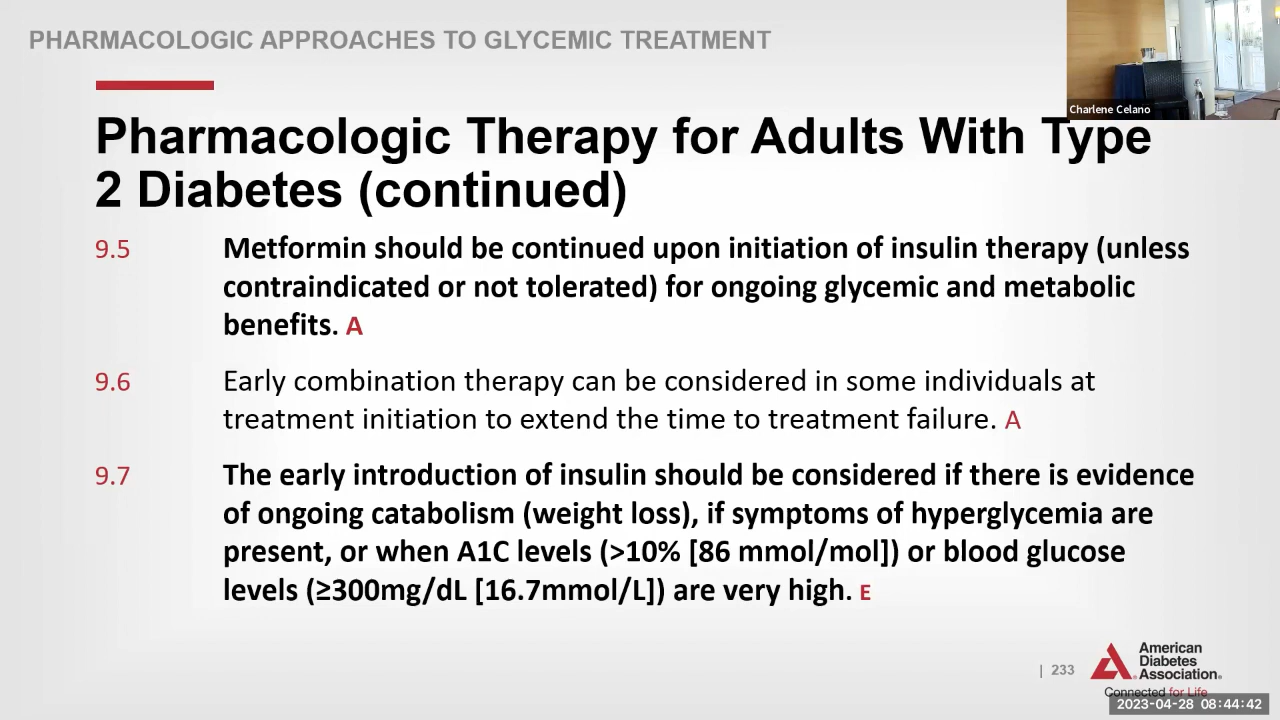 PHARMACOLOGIC APPROACHES TO GLYCEMIC TREATMENT
Charlene Celano
Pharmacologic Therapy for Adults With Type
2 Diabetes (continued)
9.5 Metformin should be continued upon initiation of insulin therapy (unless
contraindicated or not tolerated) for ongoing glycemic and metabolic
benefits. A
9.6 Early combination therapy can be considered in some individuals at
treatment initiation to extend the time to treatment failure. A
9.7 The early introduction of insulin should be considered if there is evidence
of ongoing catabolism (weight loss), if symptoms of hyperglycemia are
present, or when A1C levels (>10% [86 mmol/mol]) or blood glucose
levels (≥300mg/dL [16.7mmol/L]) are very high. E
| 233
American
Diabetes
Association.
Connected for Life
2023-04-28 08:44:42